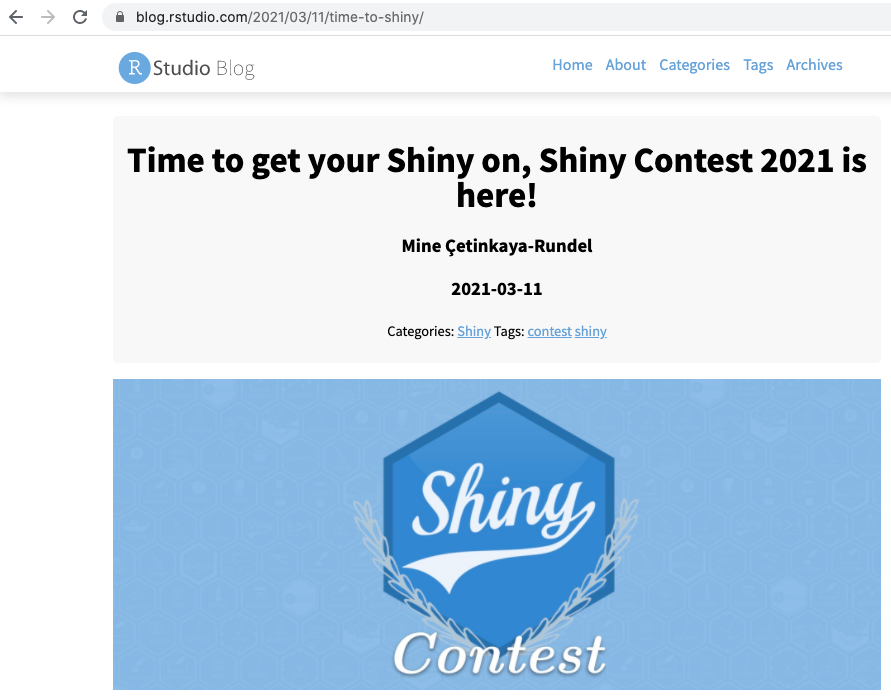 blog.rstudio.com/2021/03/11/time-to-shiny/
R Studio Blog
Home About Categories Tags Archives
Time to get your Shiny on, Shiny Contest 2021 is
here!
Mine Çetinkaya-Rundel
2021-03-11
Categories: Shiny Tags: contest shiny
Shiny
Contest